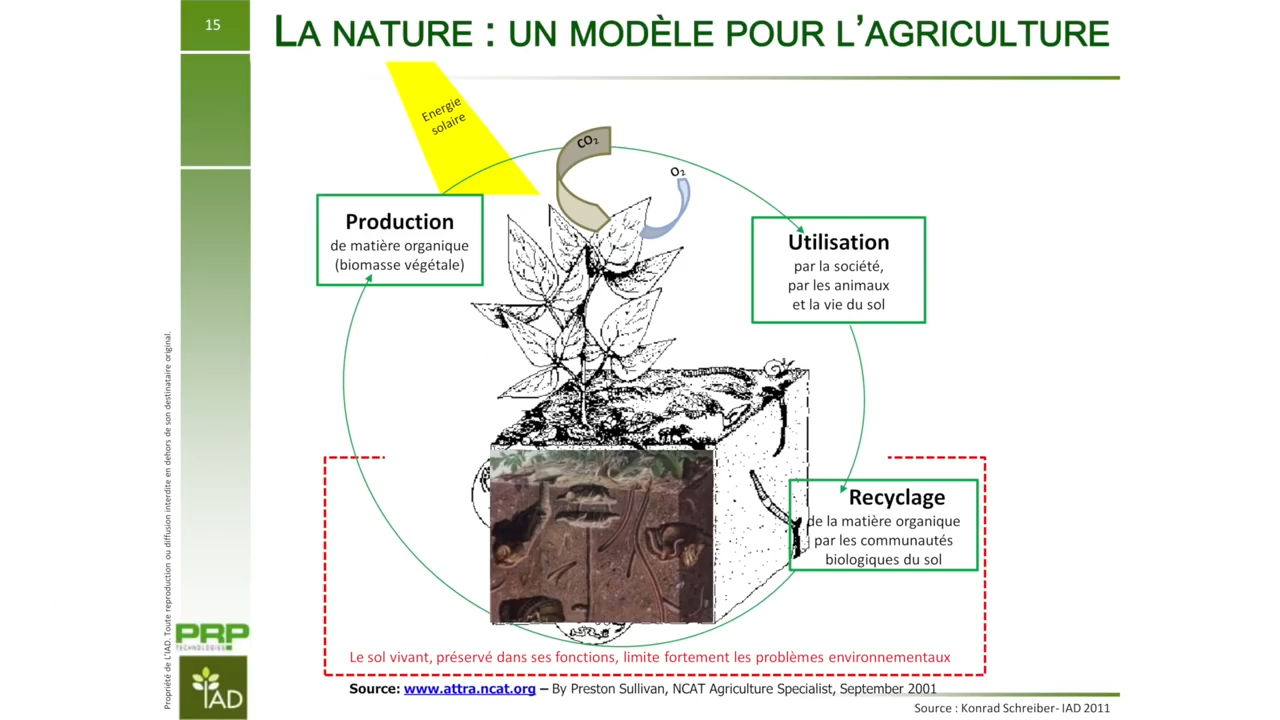 15
LA NATURE : UN MODÈLE POUR L'AGRICULTURE
Energie
solaire
CO₂
O₂
Production
de matière organique
(biomasse végétale)
Utilisation
par la société,
par les animaux
et la vie du sol
Recyclage
de la matière organique
par les communautés
biologiques du sol
Le sol vivant, préservé dans ses fonctions, limite fortement les problèmes environnementaux
Source: www.attra.ncat.org – By Preston Sullivan, NCAT Agriculture Specialist, September 2001
Source : Konrad Schreiber- IAD 2011
Propriété de L'IAD. Toute reproduction ou diffusion interdite en dehors de son destinataire original.
PRP
TECHNOLOGIES
IAD